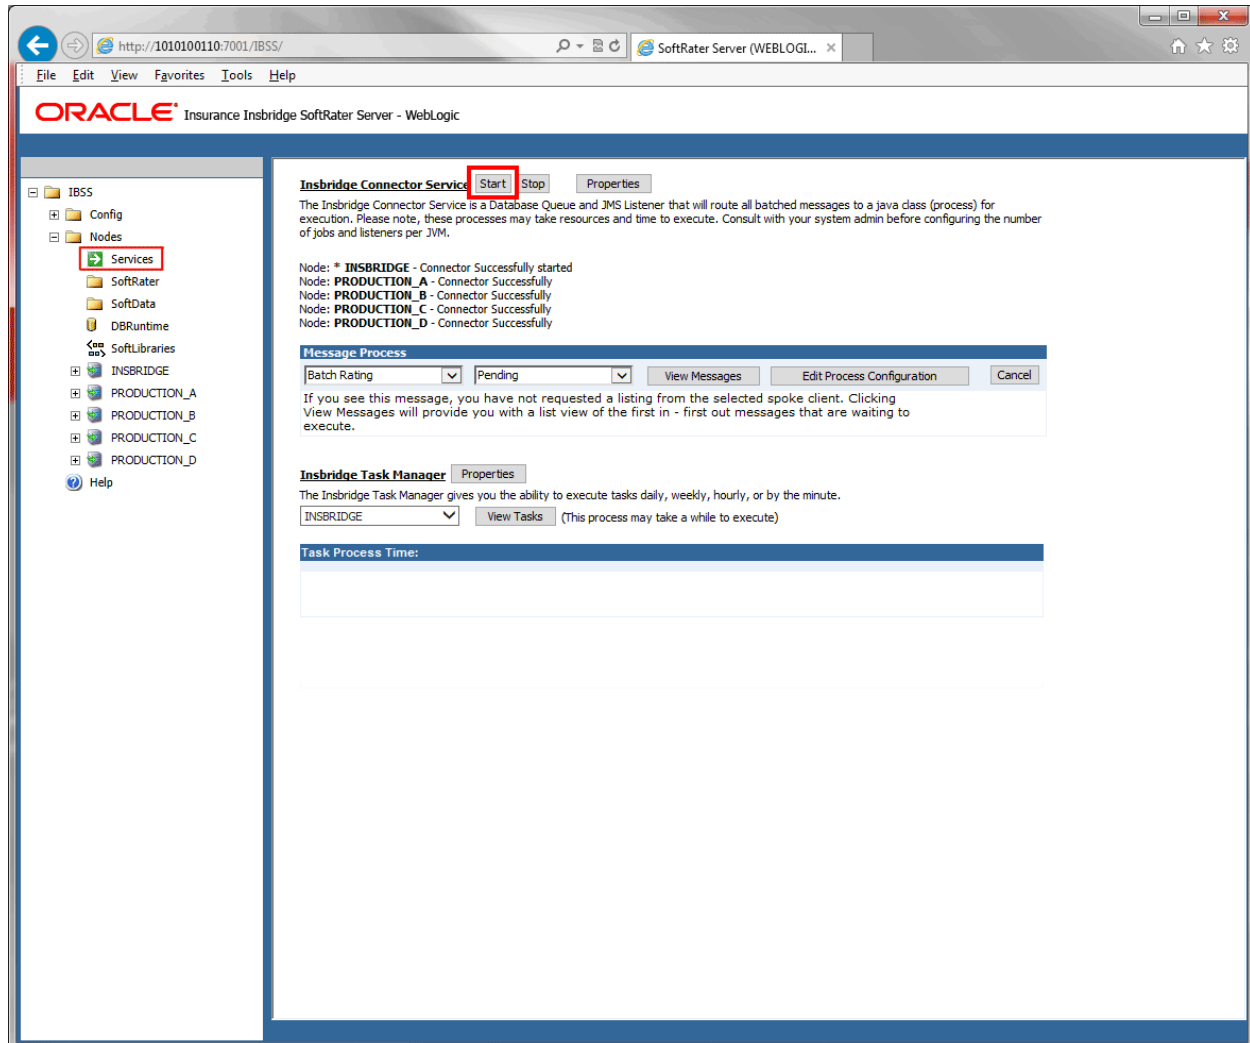 http://1010100110:7001/IBSS/
SoftRater Server (WEBLOGI...
File Edit View Favorites Tools Help
ORACLE Insurance Insbridge SoftRater Server - WebLogic
IBSS
Config
Nodes
Services
SoftRater
SoftData
DBRuntime
SoftLibraries
INSBRIDGE
PRODUCTION_A
PRODUCTION_B
PRODUCTION_C
PRODUCTION_D
Help
Insbridge Connector Service Start Stop Properties
The Insbridge Connector Service is a Database Queue and JMS Listener that will route all batched messages to a java class (process) for
execution. Please note, these processes may take resources and time to execute. Consult with your system admin before configuring the number
of jobs and listeners per JVM.
Node: * INSBRIDGE - Connector Successfully started
Node: PRODUCTION_A - Connector Successfully
Node: PRODUCTION_B - Connector Successfully
Node: PRODUCTION_C - Connector Successfully
Node: PRODUCTION_D - Connector Successfully
Message Process
Batch Rating Pending View Messages Edit Process Configuration Cancel
If you see this message, you have not requested a listing from the selected spoke client. Clicking
View Messages will provide you with a list view of the first in - first out messages that are waiting to
execute.
Insbridge Task Manager Properties
The Insbridge Task Manager gives you the ability to execute tasks daily, weekly, hourly, or by the minute.
INSBRIDGE View Tasks (This process may take a while to execute)
Task Process Time: